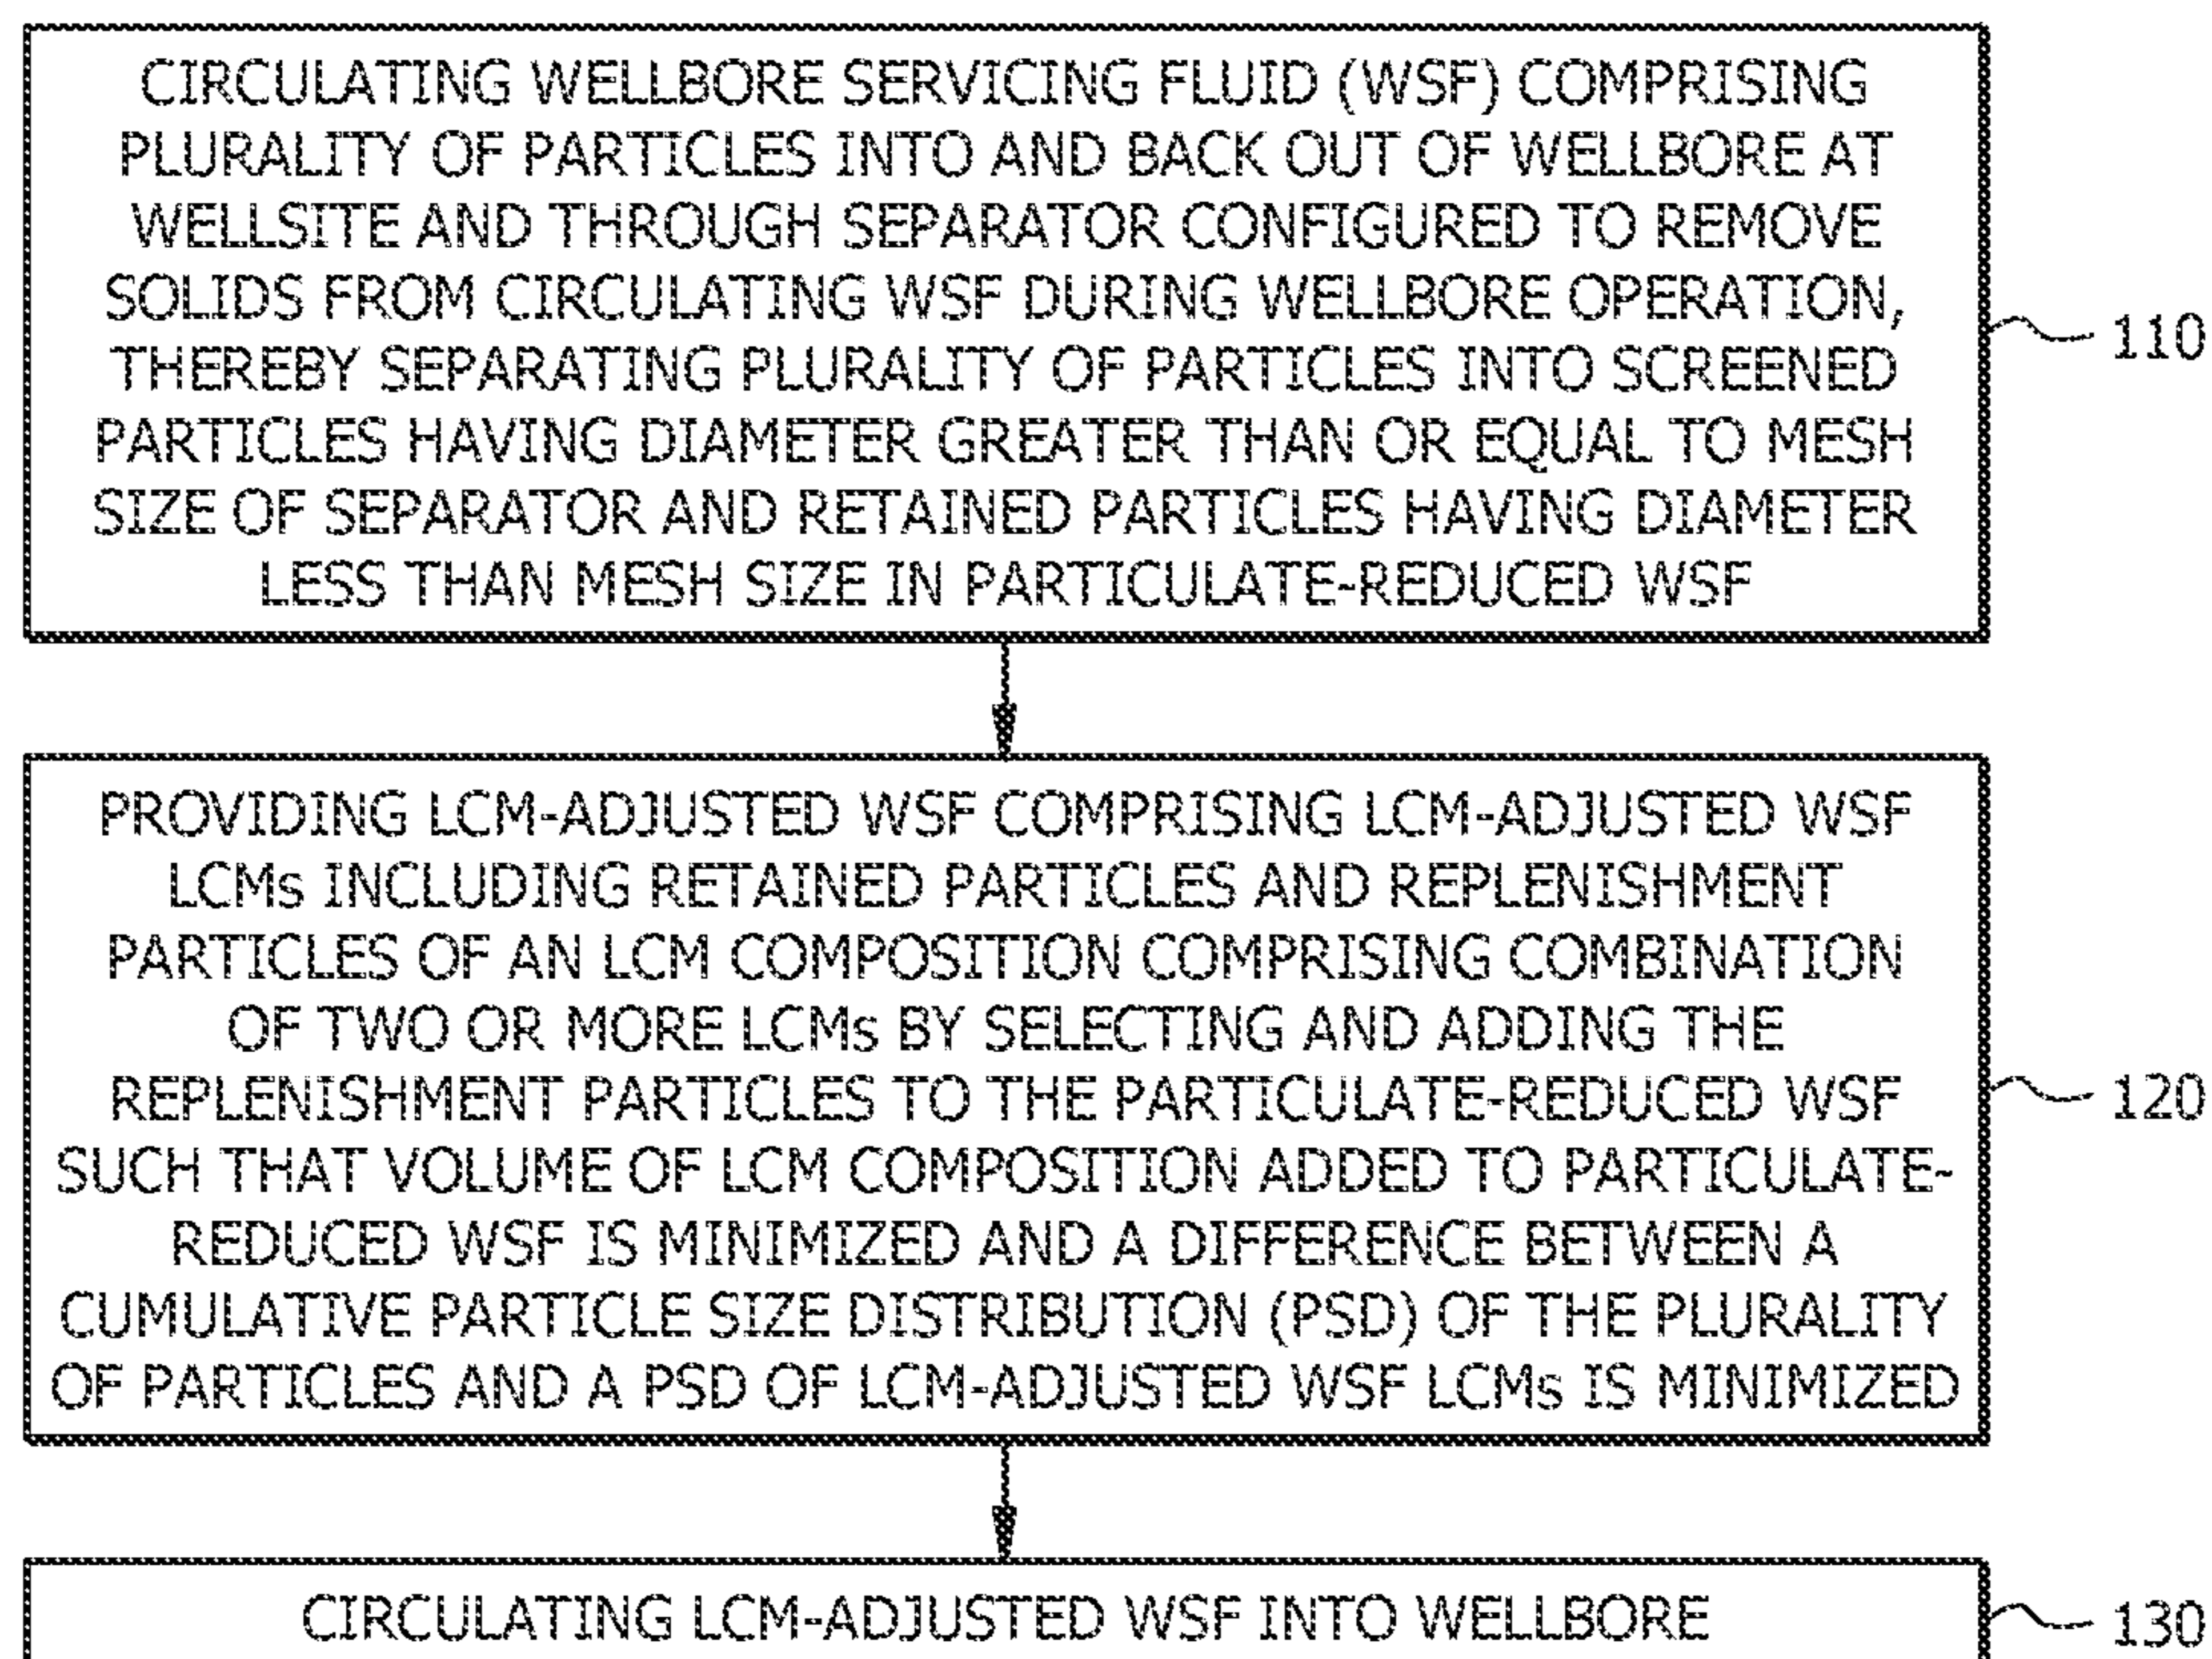 CIRCULATING WELLBORE SERVICING FLUID (WSF) COMPRISING
PLURALITY OF PARTICLES INTO AND BACK OUT OF WELLBORE AT
WELLSITE AND THROUGH SEPARATOR CONFIGURED TO REMOVE
SOLIDS FROM CIRCULATING WSF DURING WELLBORE OPERATION,
THEREBY SEPARATING PLURALITY OF PARTICLES INTO SCREENED
PARTICLES HAVING DIAMETER GREATER THAN OR EQUAL TO MESH
SIZE OF SEPARATOR AND RETAINED PARTICLES HAVING DIAMETER
LESS THAN MESH SIZE IN PARTICULATE-REDUCED WSF
110
PROVIDING LCM-ADJUSTED WSF COMPRISING LCM-ADJUSTED WSF
LCMs INCLUDING RETAINED PARTICLES AND REPLENISHMENT
PARTICLES OF AN LCM COMPOSITION COMPRISING COMBINATION
OF TWO OR MORE LCMs BY SELECTING AND ADDING THE
REPLENISHMENT PARTICLES TO THE PARTICULATE-REDUCED WSF
SUCH THAT VOLUME OF LCM COMPOSITION ADDED TO PARTICULATE-
REDUCED WSF IS MINIMIZED AND A DIFFERENCE BETWEEN A
CUMULATIVE PARTICLE SIZE DISTRIBUTION (PSD) OF THE PLURALITY
OF PARTICLES AND A PSD OF LCM-ADJUSTED WSF LCMs IS MINIMIZED
120
CIRCULATING LCM-ADJUSTED WSF INTO WELLBORE
130